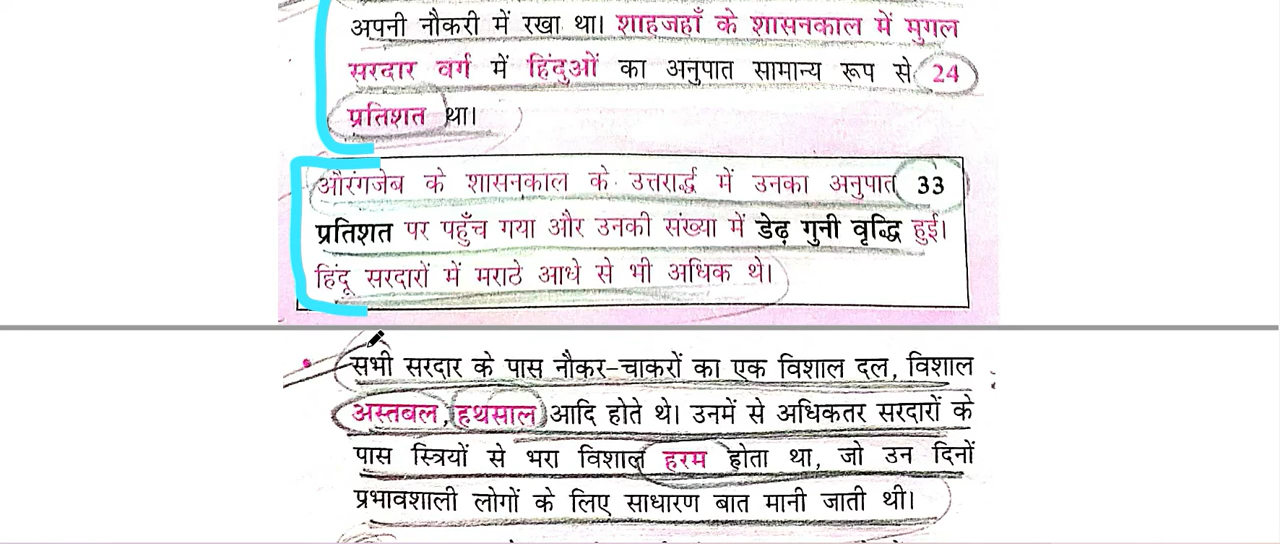 अपनी नौकरी में रखा था। शाहजहाँ के शासनकाल में मुगल
सरदार वर्ग में हिंदुओं का अनुपात सामान्य रूप से 24
प्रतिशत था।
औरंगजेब के शासनकाल के उत्तरार्द्ध में उनका अनुपात 33
प्रतिशत पर पहुँच गया और उनकी संख्या में डेढ़ गुनी वृद्धि हुई।
हिंदू सरदारों में मराठे आधे से भी अधिक थे।
सभी सरदार के पास नौकर-चाकरों का एक विशाल दल, विशाल
अस्तबल, हथसाल आदि होते थे। उनमें से अधिकतर सरदारों के
पास स्त्रियों से भरा विशाल हरम होता था, जो उन दिनों
प्रभावशाली लोगों के लिए साधारण बात मानी जाती थी।